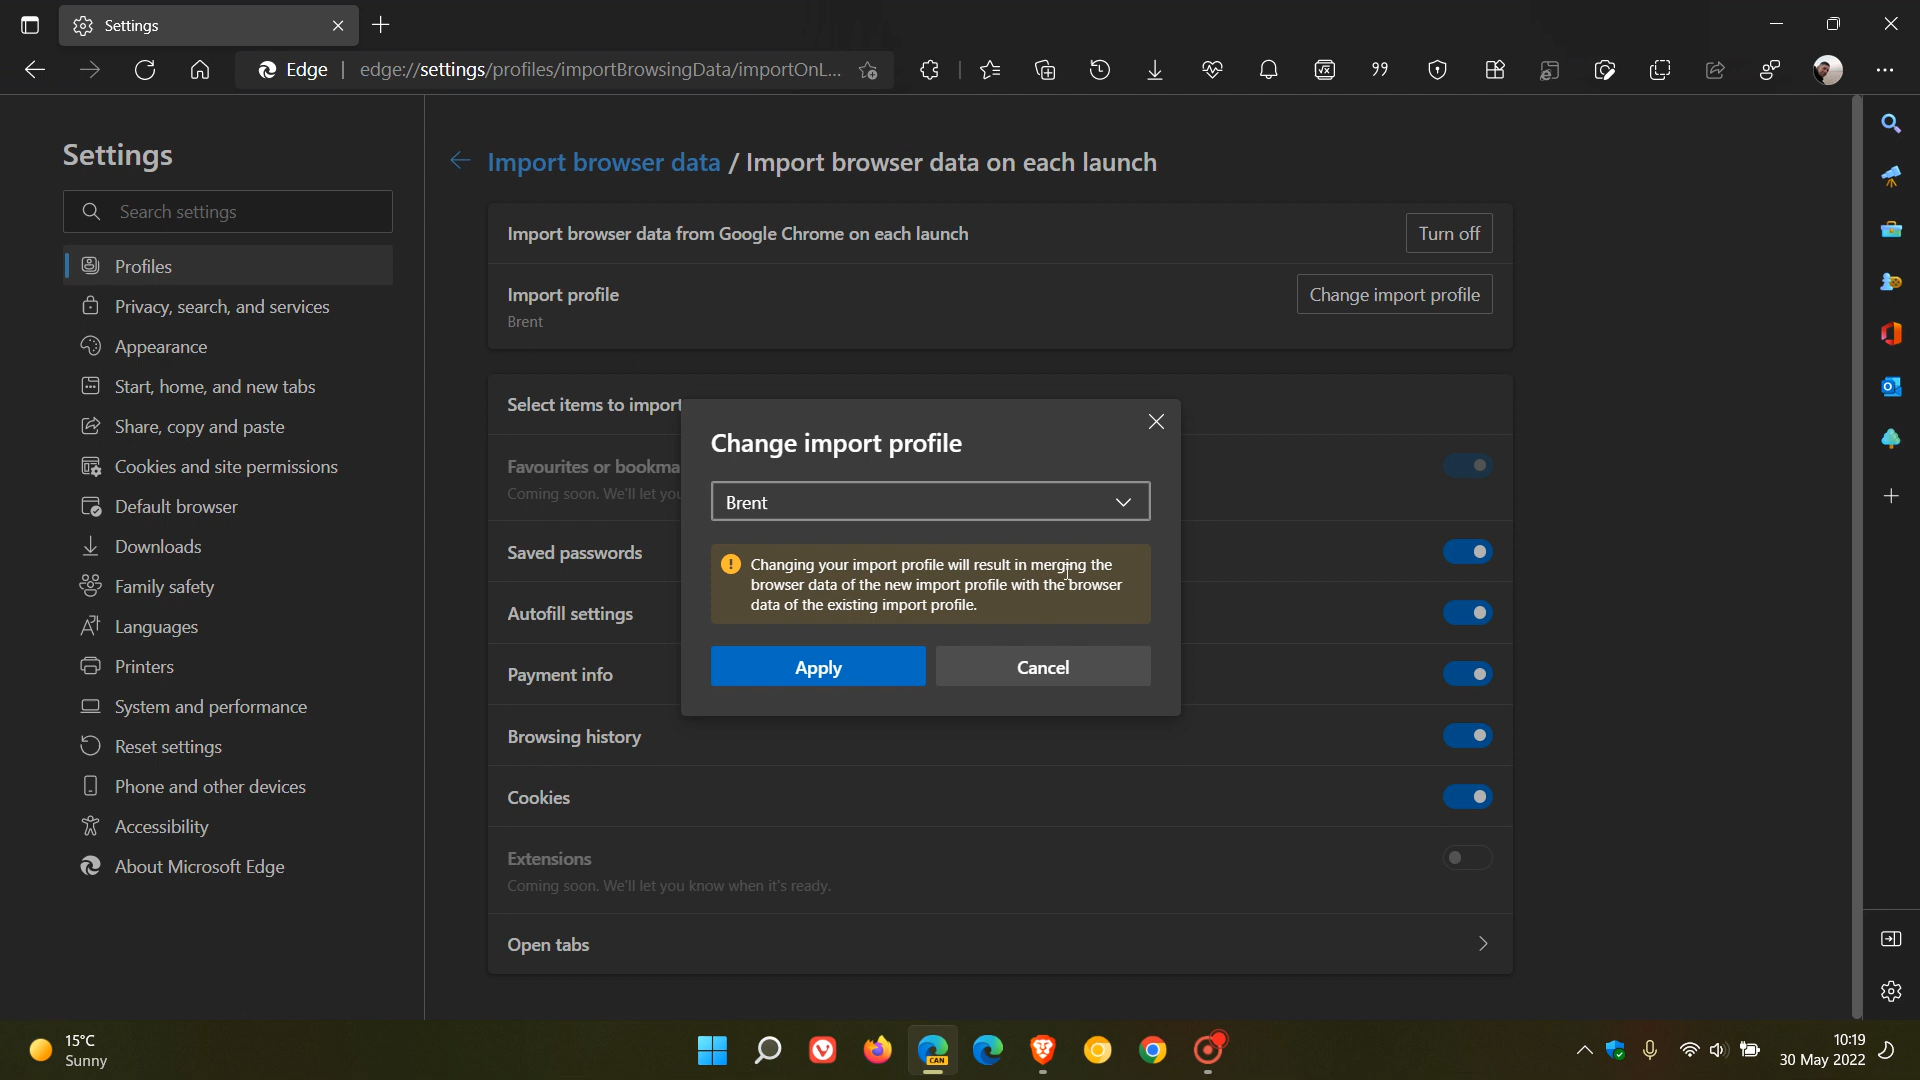 Settings
Edge
edge://settings/profiles/importBrowsingData/importOnL...
Settings
Search settings
Profiles
Privacy, search, and services
Appearance
Start, home, and new tabs
Share, copy and paste
Cookies and site permissions
Default browser
Downloads
Family safety
Languages
Printers
System and performance
Reset settings
Phone and other devices
Accessibility
About Microsoft Edge
Import browser data / Import browser data on each launch
Import browser data from Google Chrome on each launch
Turn off
Import profile
Brent
Change import profile
Select items to import
Favourites or bookma
Coming soon. We'll let you
Saved passwords
Autofill settings
Payment info
Browsing history
Cookies
Extensions
Coming soon. We'll let you know when it's ready.
Open tabs
Change import profile
Brent
Changing your import profile will result in merging the
browser data of the new import profile with the browser
data of the existing import profile.
Apply
Cancel
15°C
Sunny
CAN
10:19
30 May 2022